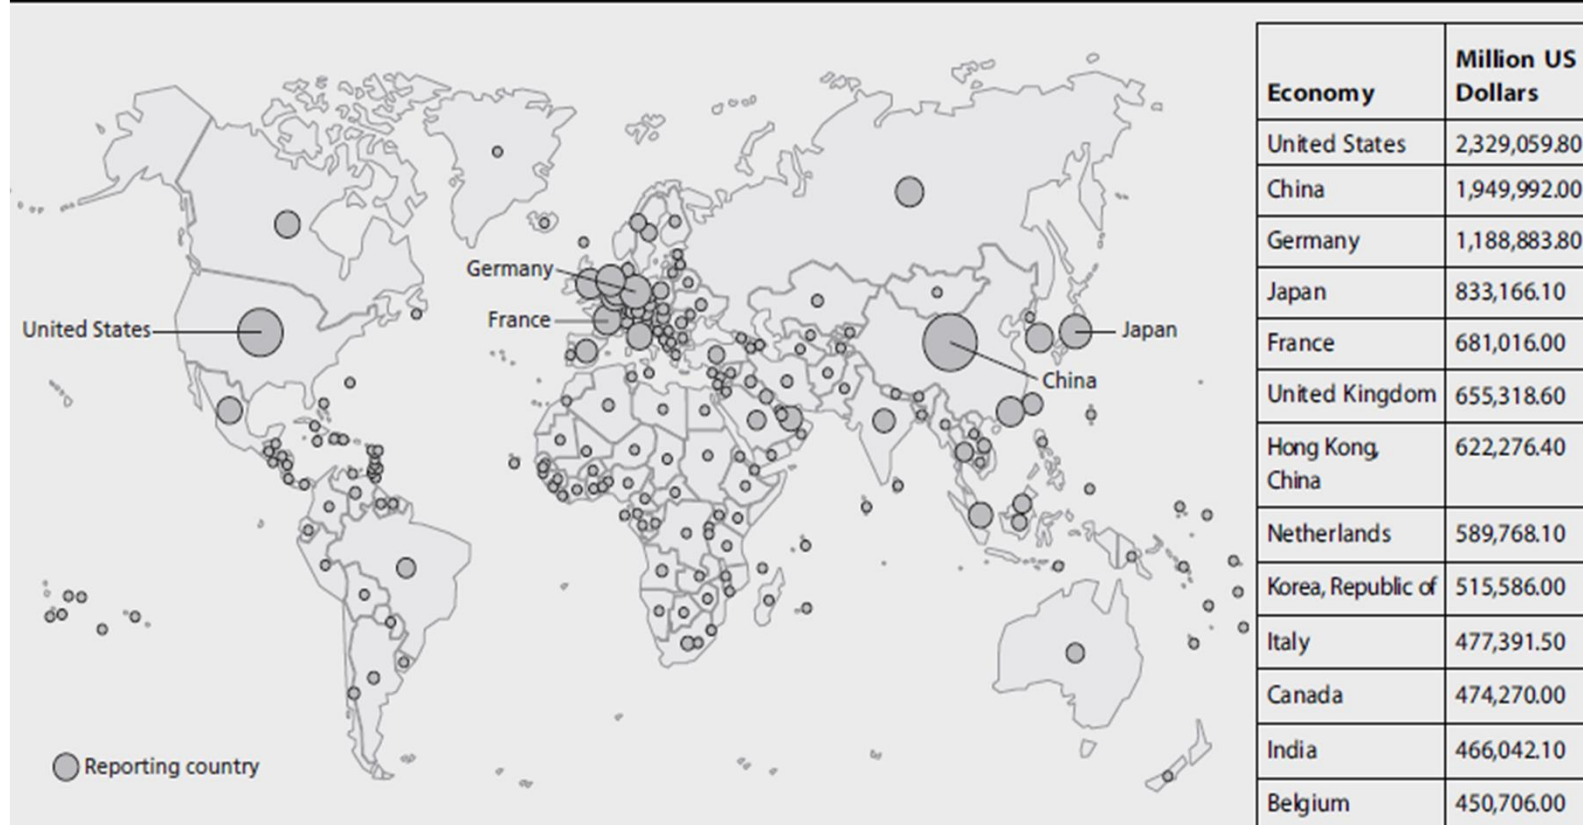 Germany
France
United States
Japan
China
Reporting country
Economy
Million US
Dollars
United States
2,329,059.80
China
1,949,992.00
Germany
1,188,883.80
Japan
833,166.10
France
681,016.00
United Kingdom
655,318.60
Hong Kong,
China
622,276.40
Netherlands
589,768.10
Korea, Republic of
515,586.00
Italy
477,391.50
Canada
474,270.00
India
466,042.10
Belgium
450,706.00